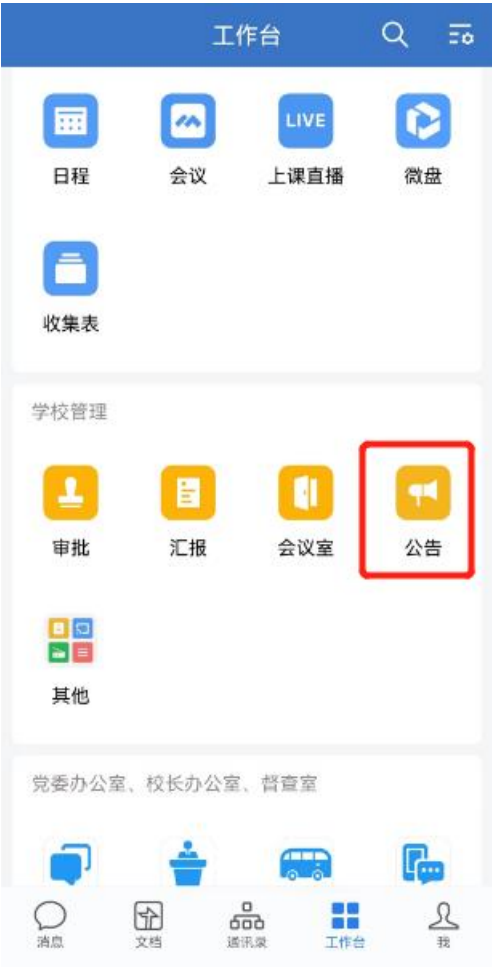 工作台
LIVE
日程 会议 上课直播 微盘
收集表
学校管理
审批 汇报 会议室 公告
其他
党委办公室、校长办公室、督查室
消息 文档 通讯录 工作台 我